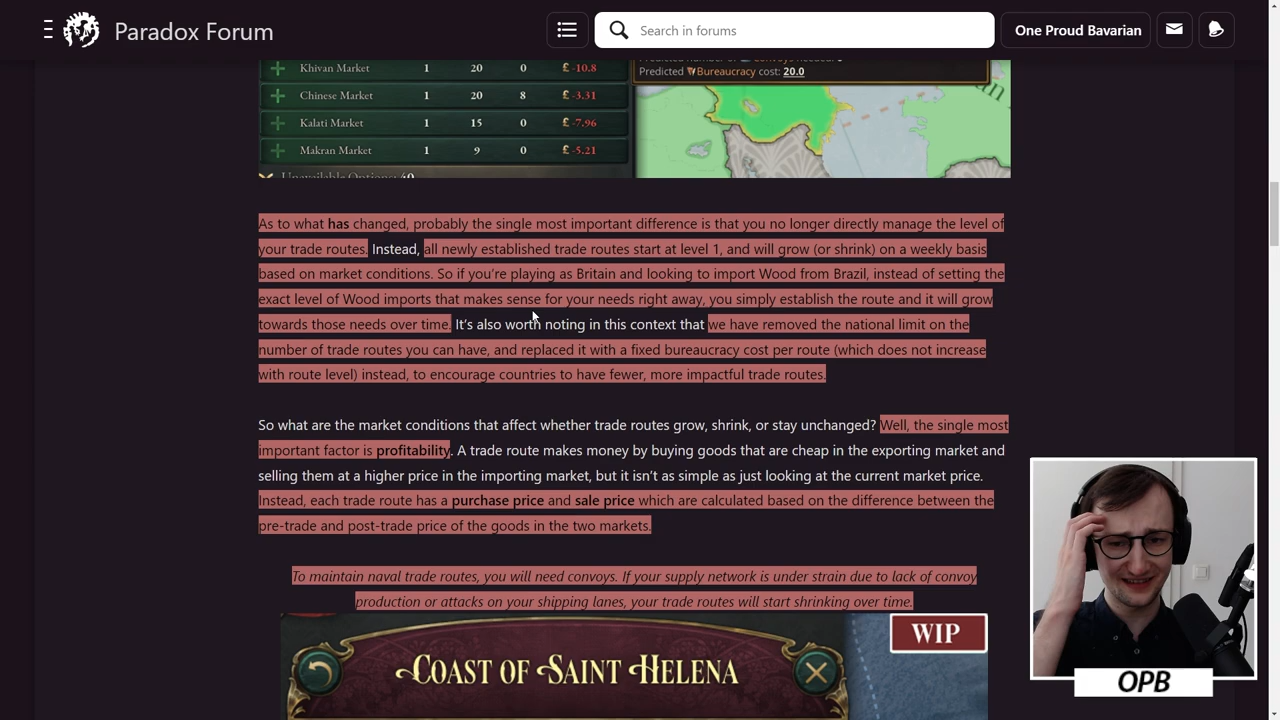 Paradox Forum
Search in forums
One Proud Bavarian
Khivan Market 1 20 0 £ -10.8
Predicted Bureaucracy cost: 20.0
Chinese Market 1 20 8 £ -3.31
Kalati Market 1 15 0 £ -7.96
Makran Market 1 9 0 £ -5.21
As to what has changed, probably the single most important difference is that you no longer directly manage the level of
your trade routes. Instead, all newly established trade routes start at level 1, and will grow (or shrink) on a weekly basis
based on market conditions. So if you're playing as Britain and looking to import Wood from Brazil, instead of setting the
exact level of Wood imports that makes sense for your needs right away, you simply establish the route and it will grow
towards those needs over time. It's also worth noting in this context that we have removed the national limit on the
number of trade routes you can have, and replaced it with a fixed bureaucracy cost per route (which does not increase
with route level) instead, to encourage countries to have fewer, more impactful trade routes.
So what are the market conditions that affect whether trade routes grow, shrink, or stay unchanged? Well, the single most
important factor is profitability. A trade route makes money by buying goods that are cheap in the exporting market and
selling them at a higher price in the importing market, but it isn't as simple as just looking at the current market price.
Instead, each trade route has a purchase price and sale price which are calculated based on the difference between the
pre-trade and post-trade price of the goods in the two markets.
To maintain naval trade routes, you will need convoys. If your supply network is under strain due to lack of convoy
production or attacks on your shipping lanes, your trade routes will start shrinking over time.
WIP
COAST OF SAINT HELENA
OPB